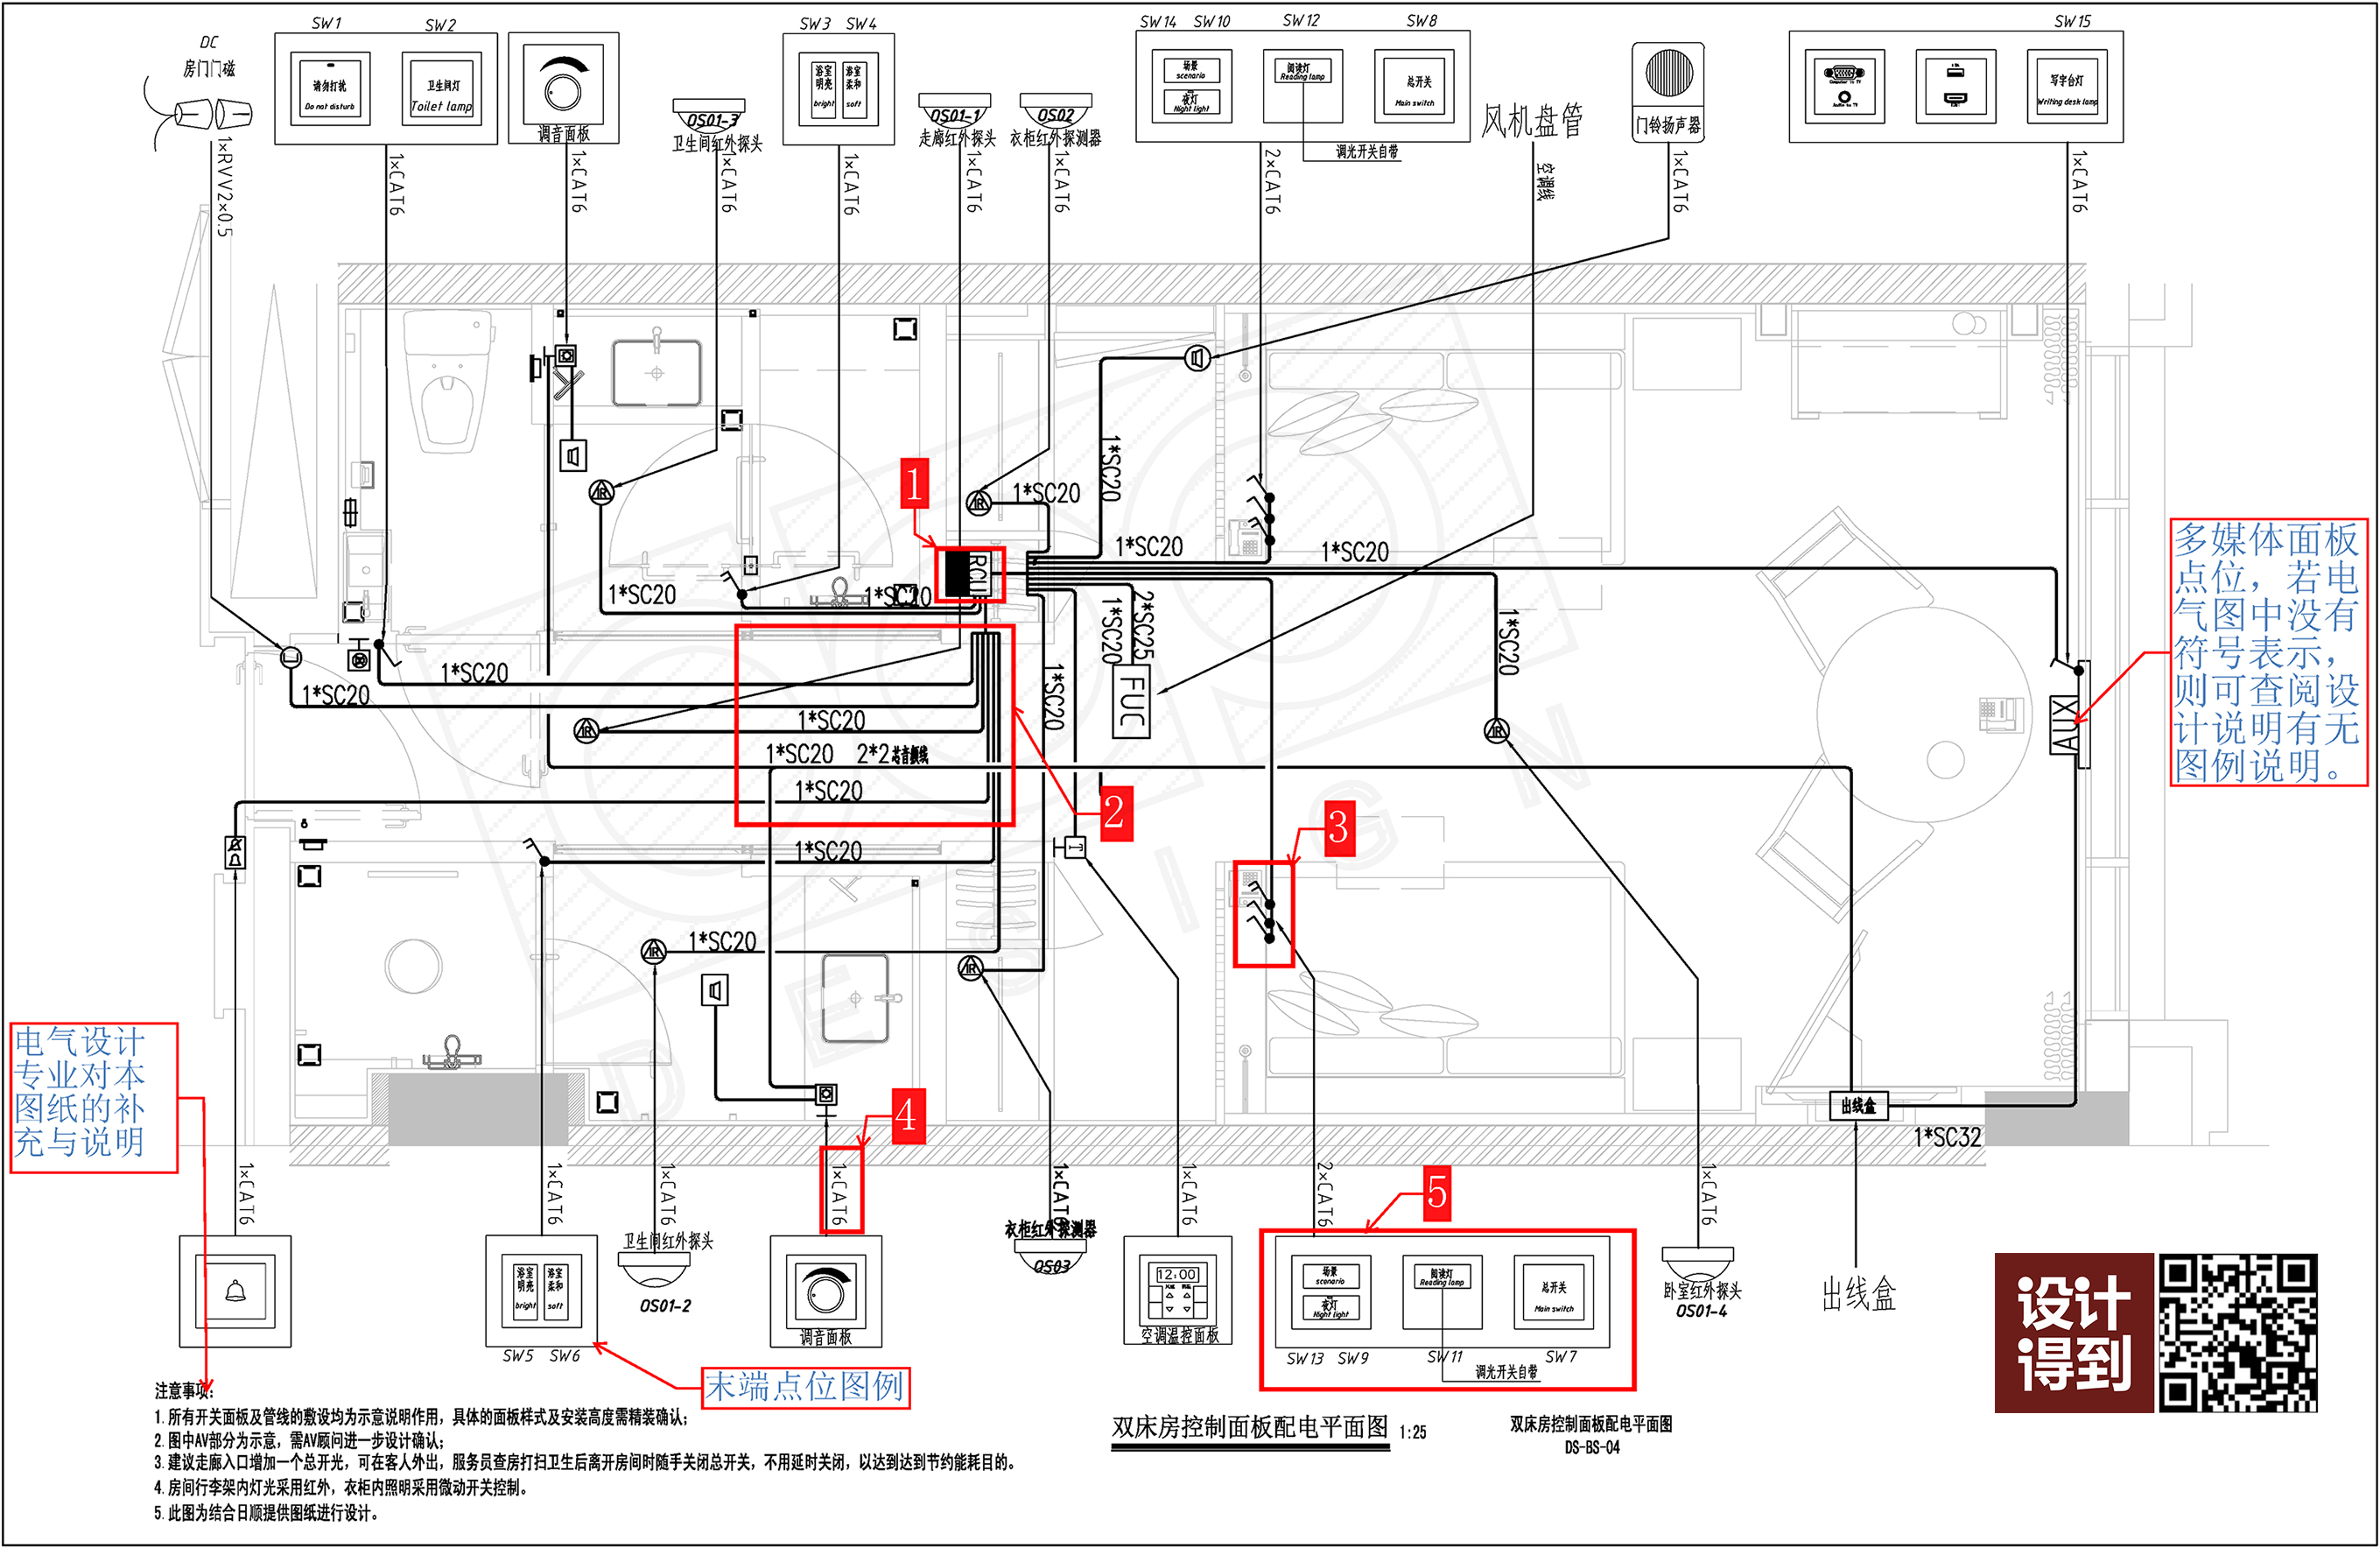 SW1
SW2
SW3 SW4
SW14 SW10
SW12
SW8
SW15
DC
房门门磁
请勿打扰
Do not disturb
卫生间灯
Toilet lamp
调音面板
OS01-3
卫生间红外探头
浴室
明亮
bright
浴室
柔和
soft
OS01-1
走廊红外探头
OS02
衣柜红外探测器
场景
scenario
夜灯
Night light
阅读灯
Reading lamp
总开关
Main switch
调光开关自带
风机盘管
门铃扬声器
Computer to TV
Audio to TV
写字台灯
Writing desk lamp
1×RVV2×0.5
1×CAT6
1×CAT6
1×CAT6
1×CAT6
1×CAT6
1×CAT6
2×CAT6
空调线
1×CAT6
1×CAT6
1
RCU
1*SC20
1*SC20
1*SC20
1*SC20
1*SC20
1*SC20
1*SC20
1*SC20
1*SC20
1*SC20
1*SC20
2*SC25
1*SC20
1*SC20
FUC
1*SC20
1*SC20 2*2芯音频线
1*SC20
1*SC20
1*SC20
2
3
AUX
多媒体面板
点位，若电
气图中没有
符号表示，
则可查阅设
计说明有无
图例说明。
DESIGN
电气设计
专业对本
图纸的补
充与说明
4
5
出线盒
1*SC32
1×CAT6
1×CAT6
1×CAT6
1×CAT6
1×CAT6
1×CAT6
2×CAT6
1×CAT6
浴室
明亮
bright
浴室
柔和
soft
SW5 SW6
卫生间红外探头
OS01-2
调音面板
衣柜红外探测器
OS03
12:00
空调温控面板
场景
scenario
夜灯
Night light
阅读灯
Reading lamp
总开关
Main switch
SW13 SW9
SW11
SW7
调光开关自带
卧室红外探头
OS01-4
出线盒
末端点位图例
设计
得到
注意事项:
1. 所有开关面板及管线的敷设均为示意说明作用，具体的面板样式及安装高度需精装确认；
2. 图中AV部分为示意，需AV顾问进一步设计确认；
3. 建议走廊入口增加一个总开光，可在客人外出，服务员查房打扫卫生后离开房间时随手关闭总开关，不用延时关闭，以达到达到节约能耗目的。
4. 房间行李架内灯光采用红外，衣柜内照明采用微动开关控制。
5. 此图为结合日顺提供图纸进行设计。
双床房控制面板配电平面图 1:25
双床房控制面板配电平面图
DS-BS-04